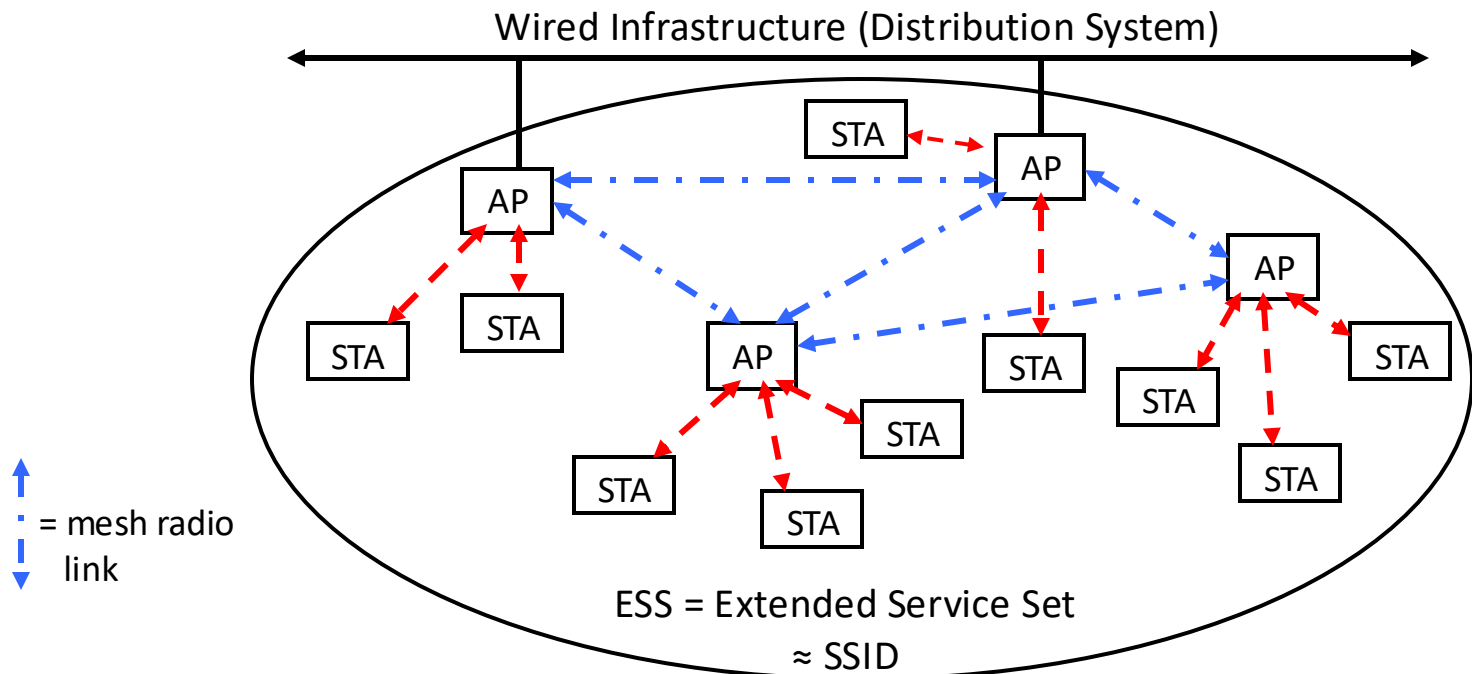 Wired Infrastructure (Distribution System)
STA
AP
AP
AP
STA
STA
AP
STA
STA
STA
STA
STA
STA
STA
STA
= mesh radio
link
ESS = Extended Service Set
≈ SSID